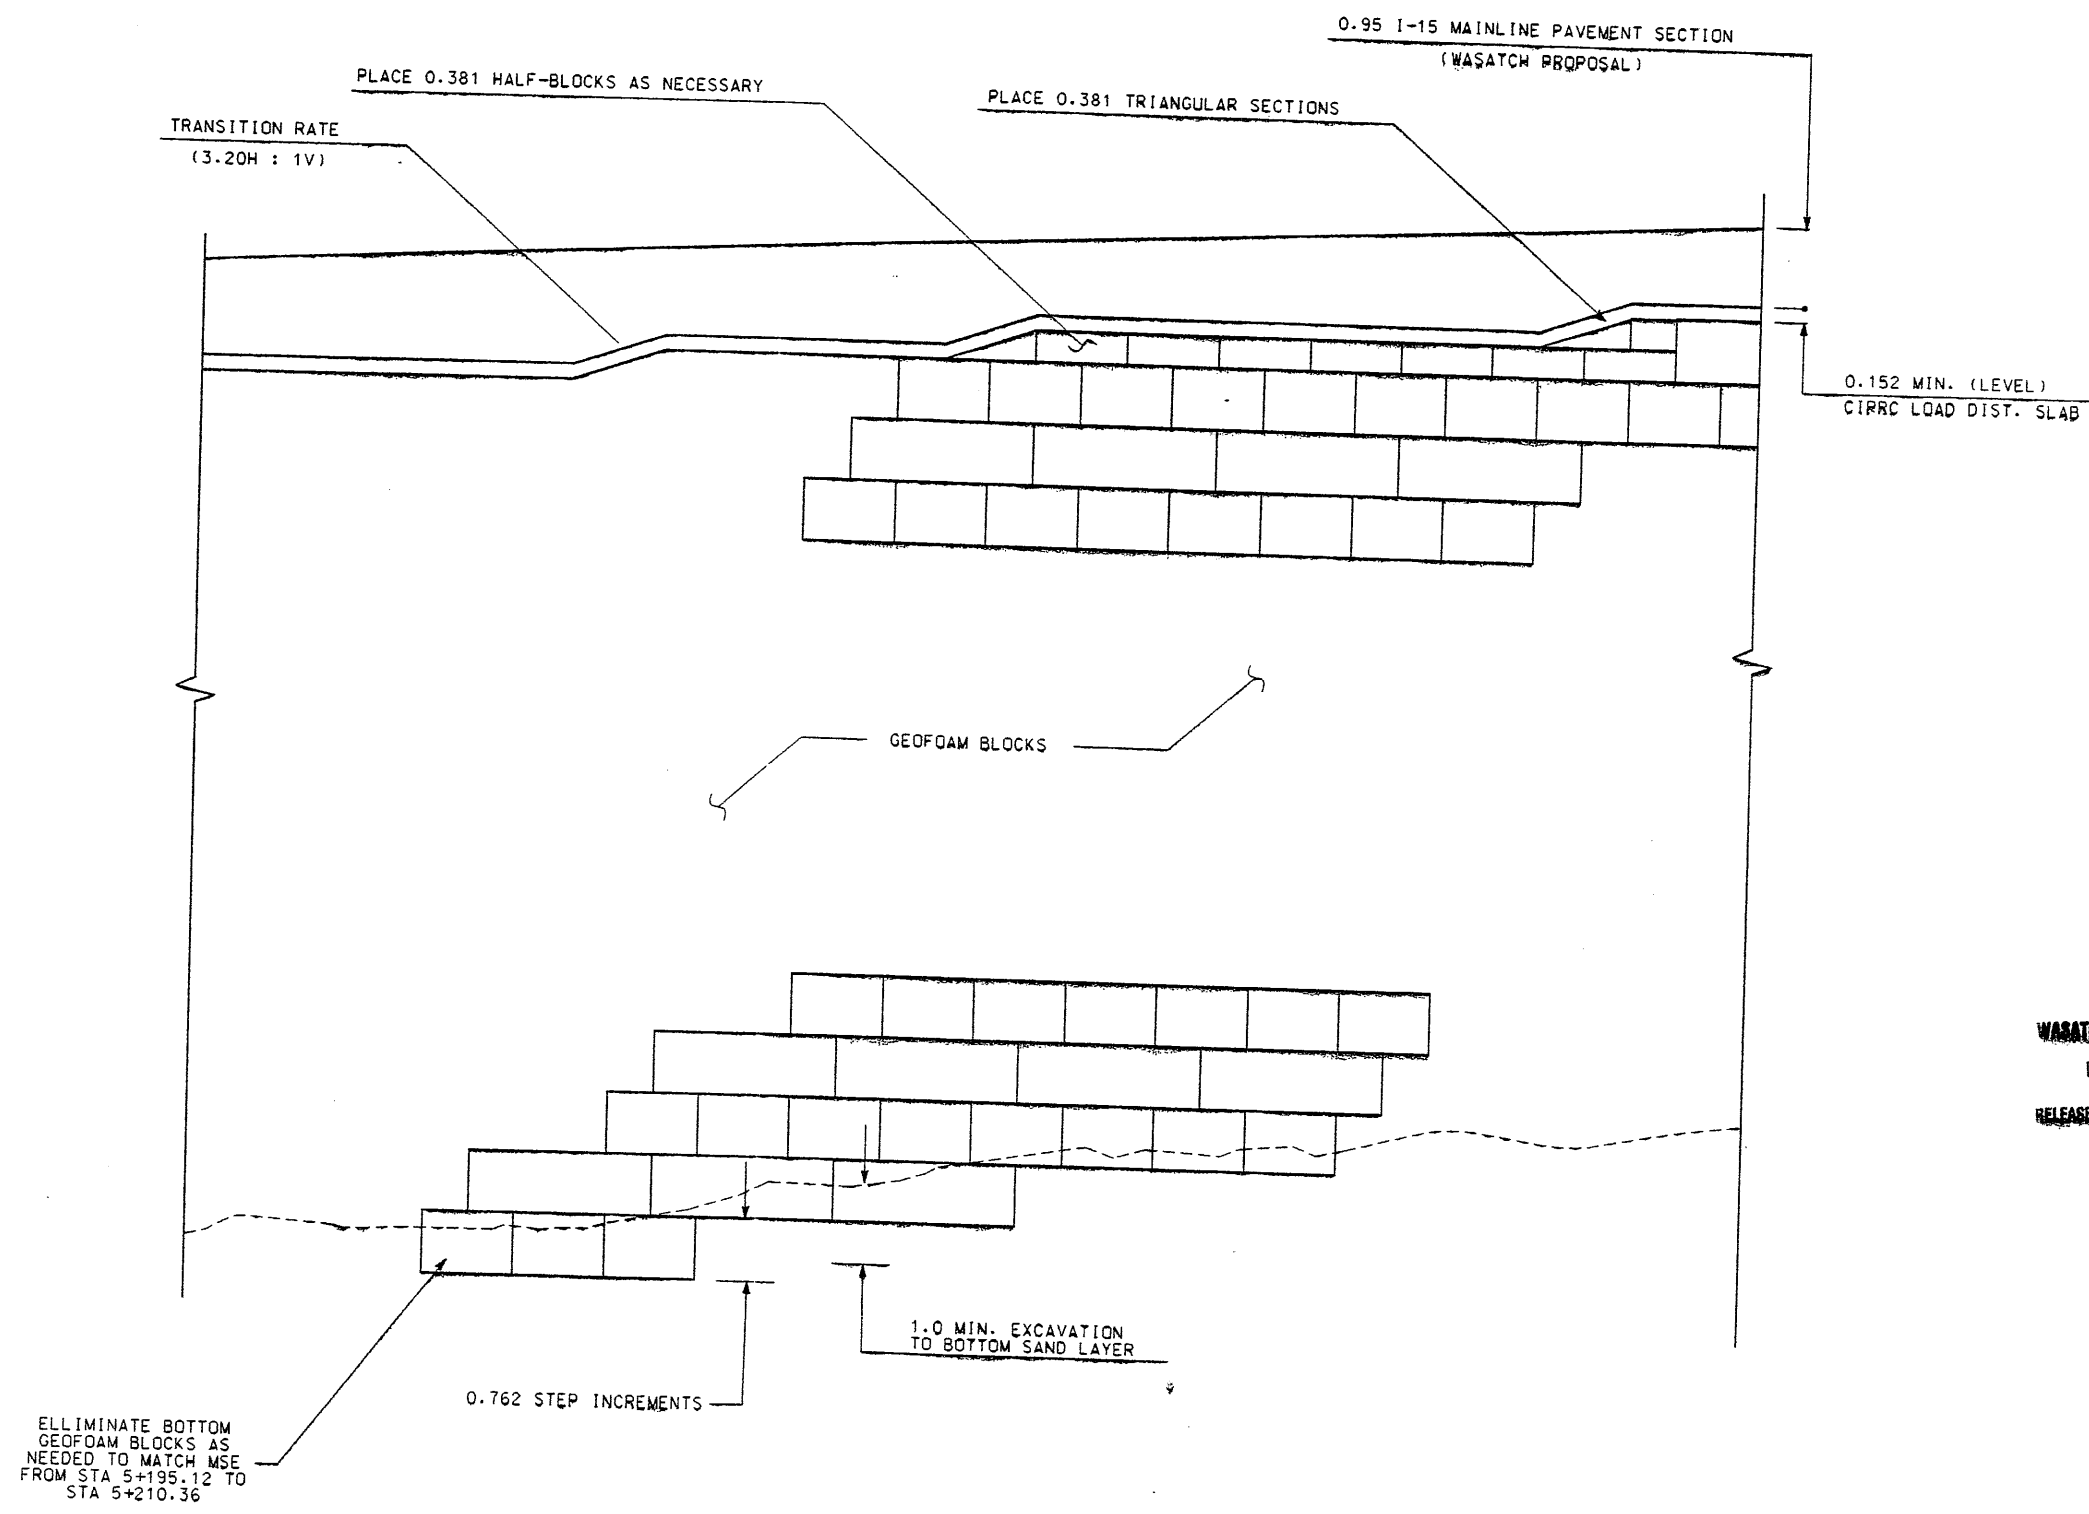 0.95 I-15 MAINLINE PAVEMENT SECTION
(WASATCH PROPOSAL)
PLACE 0.381 HALF-BLOCKS AS NECESSARY
PLACE 0.381 TRIANGULAR SECTIONS
TRANSITION RATE
(3.20H : 1V)
0.152 MIN. (LEVEL)
CIPRC LOAD DIST. SLAB
GEOFOAM BLOCKS
WASAT
RELEASE
1.0 MIN. EXCAVATION
TO BOTTOM SAND LAYER
0.762 STEP INCREMENTS
ELLIMINATE BOTTOM
GEOFOAM BLOCKS AS
NEEDED TO MATCH MSE
FROM STA 5+195.12 TO
STA 5+210.36